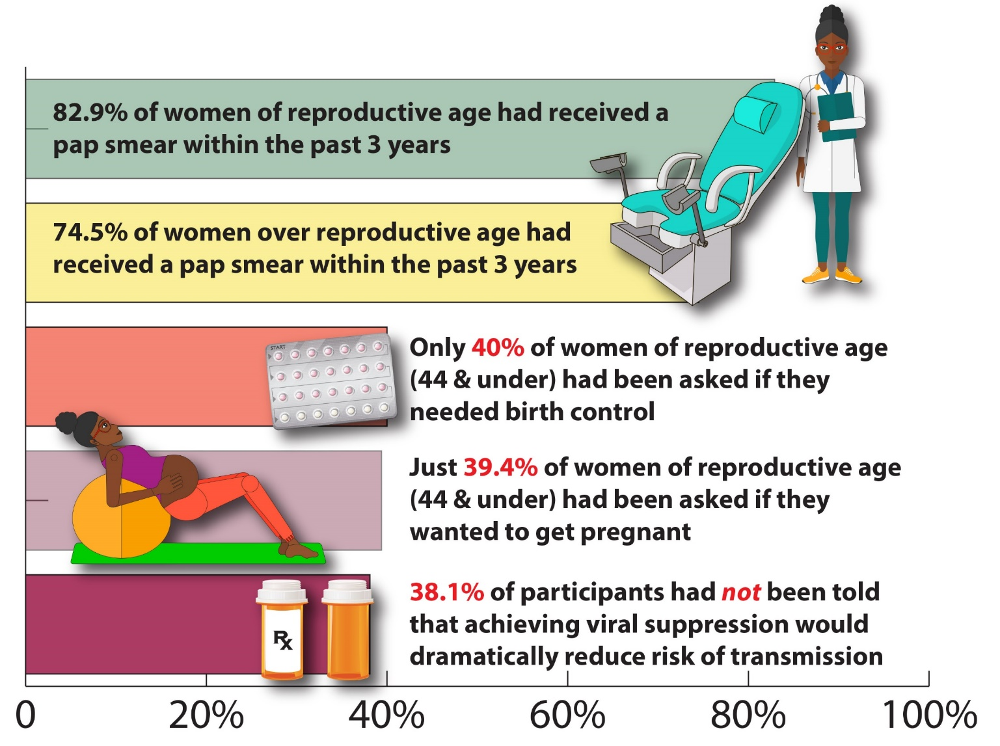 82.9% of women of reproductive age had received a
pap smear within the past 3 years
74.5% of women over reproductive age had
received a pap smear within the past 3 years
START
Only 40% of women of reproductive age
(44 & under) had been asked if they
needed birth control
Just 39.4% of women of reproductive age
(44 & under) had been asked if they
wanted to get pregnant
38.1% of participants had not been told
that achieving viral suppression would
dramatically reduce risk of transmission
Rx
0 20% 40% 60% 80% 100%